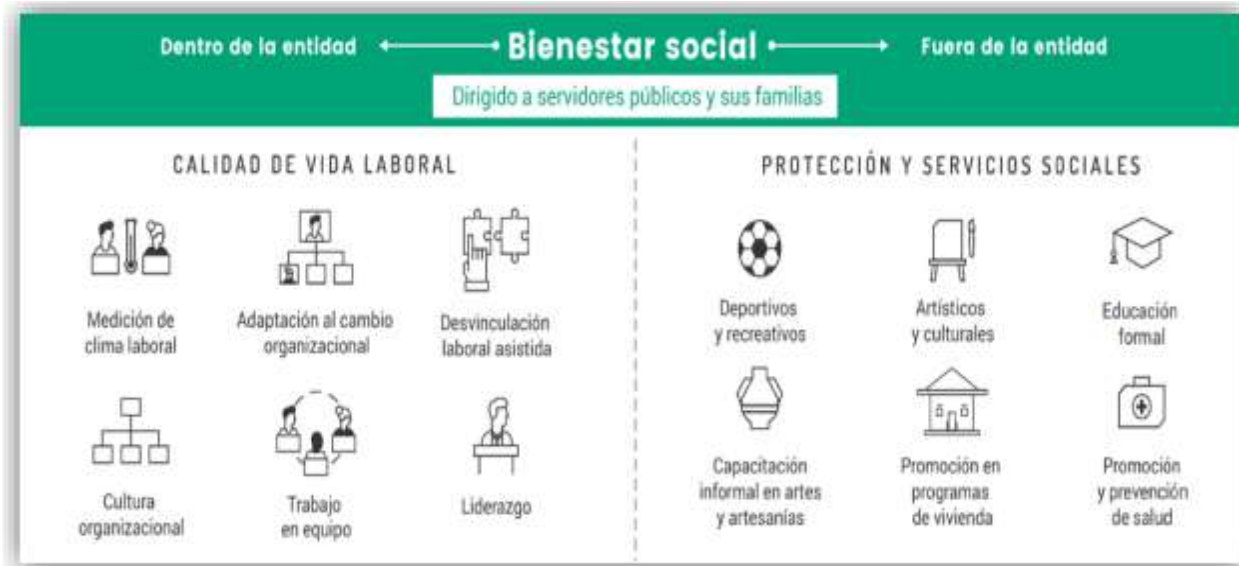 Dentro de la entidad
Bienestar social
Fuera de la entidad
Dirigido a servidores públicos y sus familias
CALIDAD DE VIDA LABORAL
Medición de
clima laboral
Adaptación al cambio
organizacional
Desvinculación
laboral asistida
Cultura
organizacional
Trabajo
en equipo
Liderazgo
PROTECCIÓN Y SERVICIOS SOCIALES
Deportivos
y recreativos
Artísticos
y culturales
Educación
formal
Capacitación
informal en artes
y artesanías
Promoción en
programas
de vivienda
Promoción
y prevención
de salud